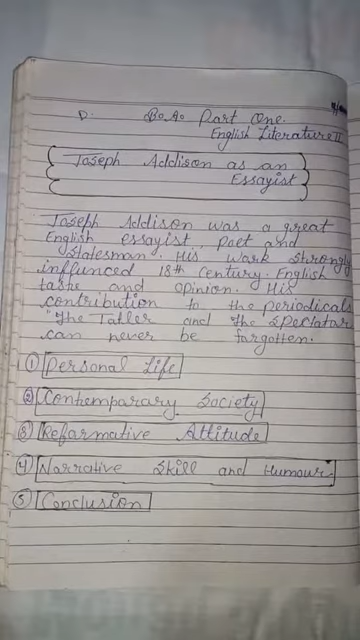 B.A. Part One.
English Literature II
Joseph Addison as an
Essayist
Joseph Addison was a great
English essayist, Poet and
Statesman. His work strongly
inffunced 18th Century English
taste and opinion. His
contribution to the periodicals
"The Tatler and the Spectator
can never be forgotten.
① Personal Life
② Contemparary Society
③ Reformative Attitude
④ Narrative Skill and Humour
⑤ Conclusion